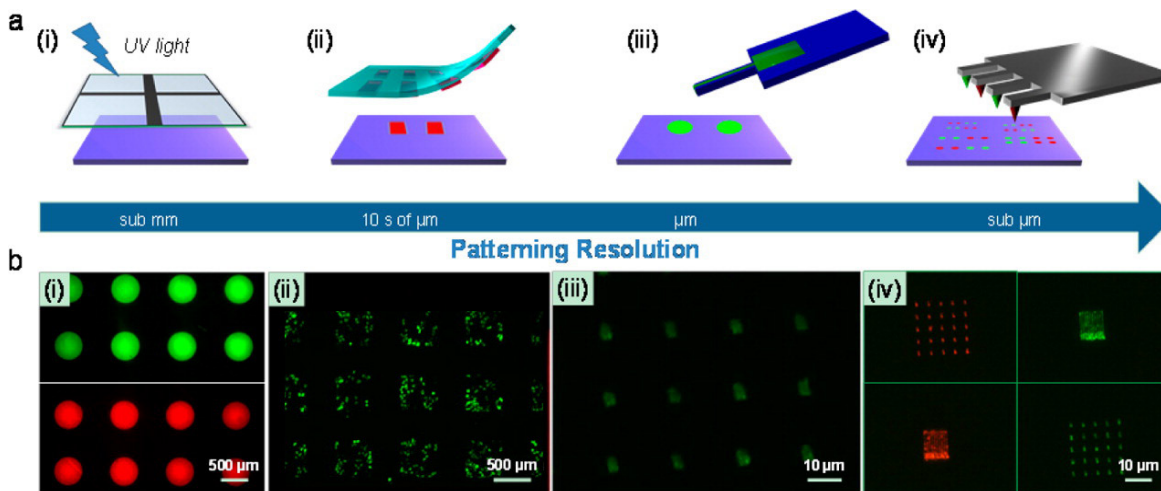 a
(i)
UV light
(ii)
(iii)
(iv)
sub mm
10 s of µm
µm
sub µm
Patterning Resolution
b
(i)
(ii)
(iii)
(iv)
500 µm
500 µm
10 µm
10 µm